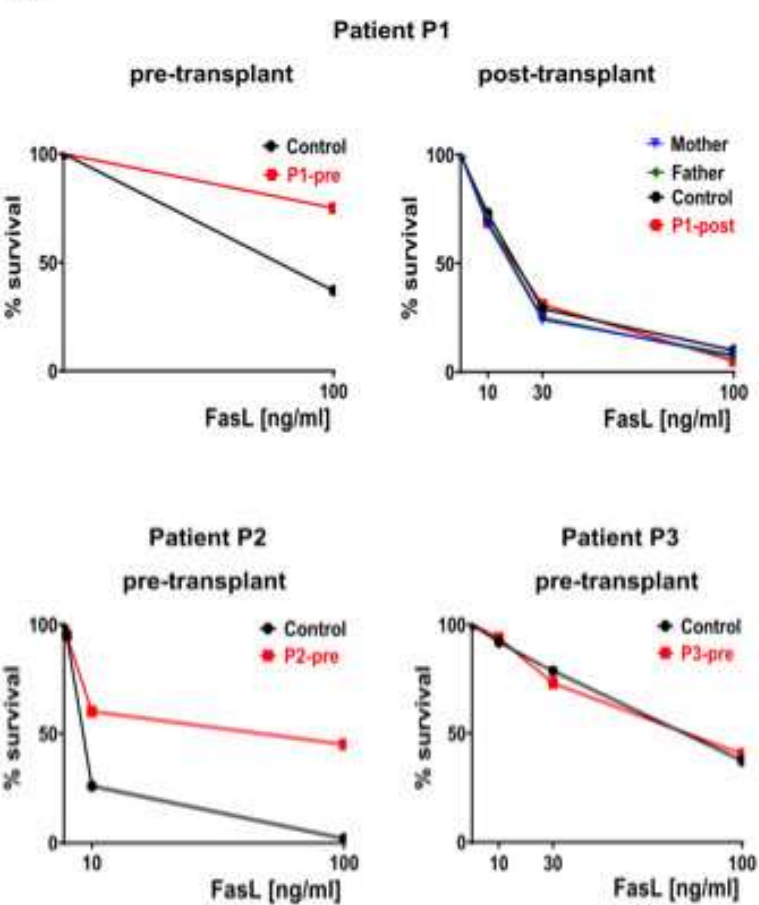 Patient P1
pre-transplant
100
50
0
% survival
Control
P1-pre
100
FasL [ng/ml]
post-transplant
100
50
0
% survival
Mother
Father
Control
P1-post
10 30 100
FasL [ng/ml]
Patient P2
pre-transplant
100
50
0
% survival
Control
P2-pre
10 100
FasL [ng/ml]
Patient P3
pre-transplant
100
50
0
% survival
Control
P3-pre
10 30 100
FasL [ng/ml]